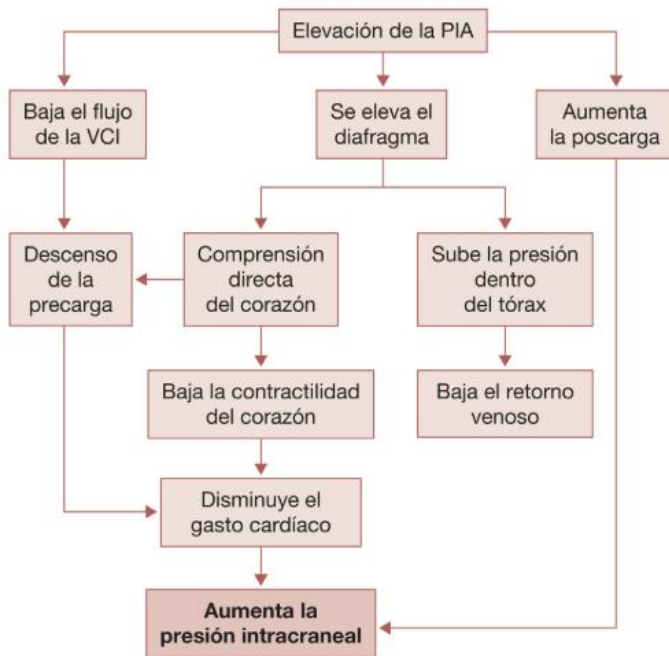 Elevación de la PIA
Baja el flujo
de la VCI
Se eleva el
diafragma
Aumenta
la poscarga
Descenso
de la
precarga
Comprensión
directa
del corazón
Sube la presión
dentro
del tórax
Baja la contractilidad
del corazón
Baja el retorno
venoso
Disminuye el
gasto cardíaco
Aumenta la
presión intracraneal